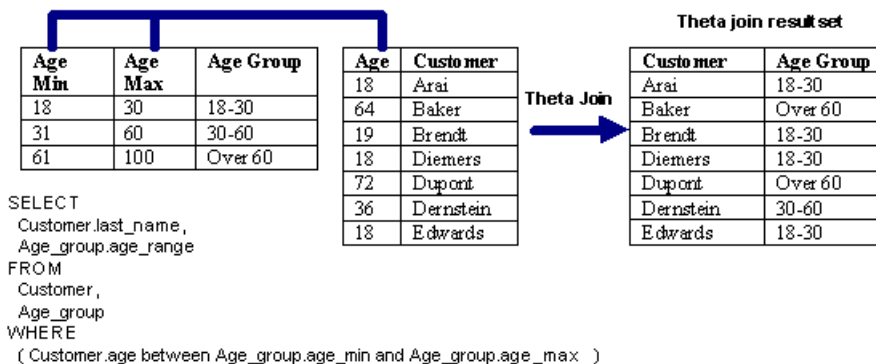 Theta join result set
Age Min Age Max Age Group
18 30 18-30
31 60 30-60
61 100 Over 60
Age Customer
18 Arai
64 Baker
19 Brendt
18 Diemers
72 Dupont
36 Dernstein
18 Edwards
Theta Join
Customer Age Group
Arai 18-30
Baker Over 60
Brendt 18-30
Diemers 18-30
Dupont Over 60
Dernstein 30-60
Edwards 18-30
SELECT
Customer.last_name,
Age_group.age_range
FROM
Customer,
Age_group
WHERE
( Customer.age between Age_group.age_min and Age_group.age_max )